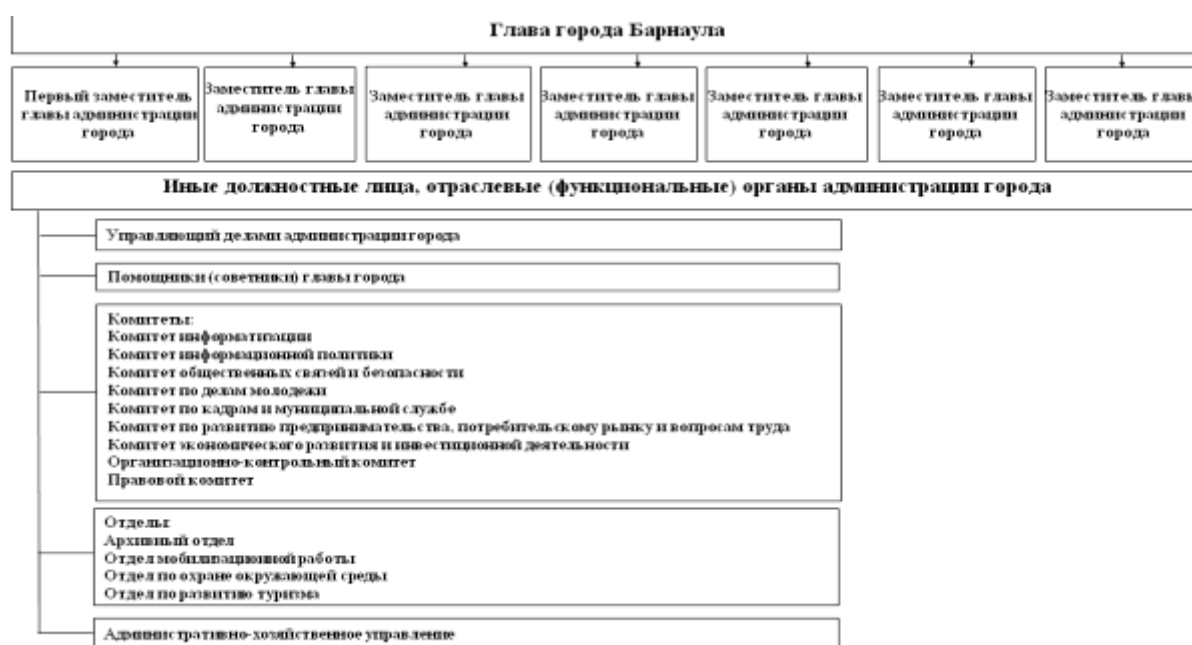 Глава города Барнаула
Первый заместитель
главы администрации
города
Заместитель главы
администрации
города
Заместитель главы
администрации
города
Заместитель главы
администрации
города
Заместитель главы
администрации
города
Заместитель главы
администрации
города
Заместитель главы
администрации
города
Иные должностные лица, отраслевые (функциональные) органы администрации города
Управляющий делами администрации города
Помощники (советники) главы города
Комитеты:
Комитет информатизации
Комитет информационной политики
Комитет общественных связей и безопасности
Комитет по делам молодежи
Комитет по кадрам и муниципальной службе
Комитет по развитию предпринимательства, потребительскому рынку и вопросам труда
Комитет экономического развития и инвестиционной деятельности
Организационно-контрольный комитет
Правовой комитет
Отделы:
Архивный отдел
Отдел мобилизационной работы
Отдел по охране окружающей среды
Отдел по развитию туризма
Административно-хозяйственное управление